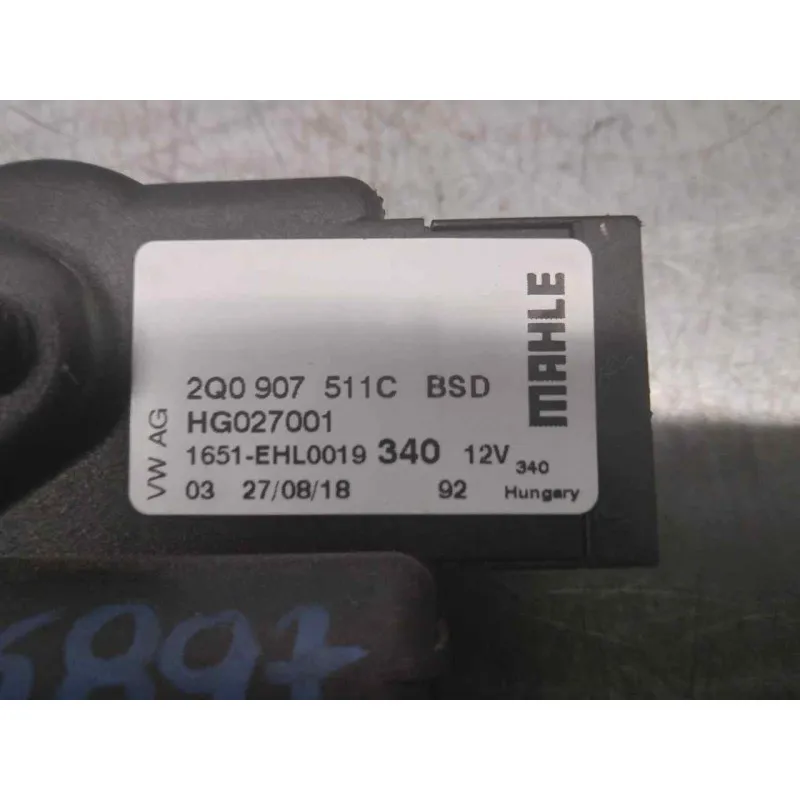 2Q0 907 511C BSD
HG027001
1651-EHL0019 340 12V 340
03 27/08/18 92 Hungary
VW AG
MAHLE
6897